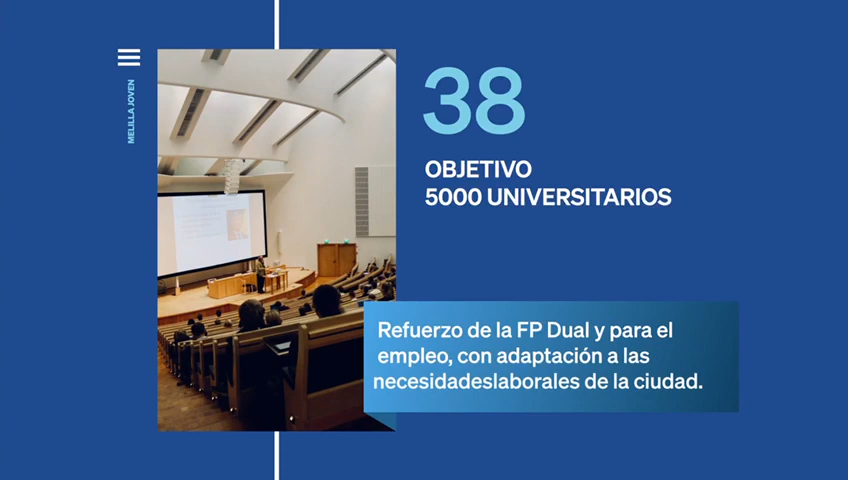 MELILLA JOVEN
38
OBJETIVO
5000 UNIVERSITARIOS
Refuerzo de la FP Dual y para el
empleo, con adaptación a las
necesidadeslaborales de la ciudad.